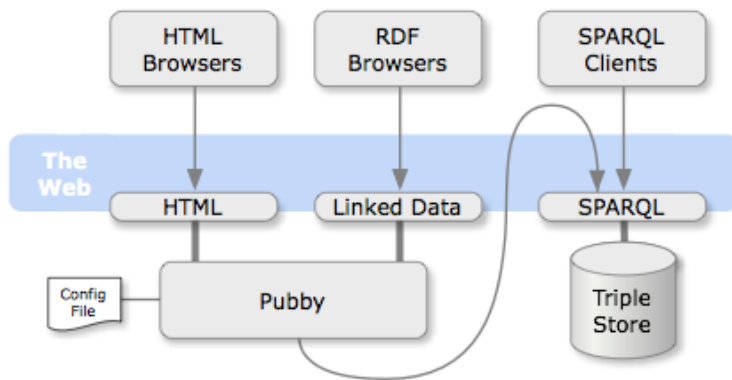 HTML
Browsers
RDF
Browsers
SPARQL
Clients
The
Web
HTML
Linked Data
SPARQL
Config
File
Pubby
Triple
Store